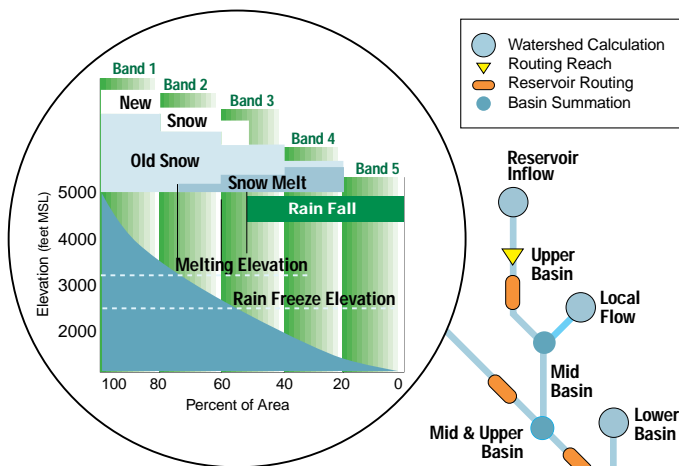 Band 1
Band 2
Band 3
Band 4
Band 5
New
Snow
Old Snow
Snow Melt
Rain Fall
Melting Elevation
Rain Freeze Elevation
Elevation (feet MSL)
5000
4000
3000
2000
100 80 60 40 20 0
Percent of Area
Watershed Calculation
Routing Reach
Reservoir Routing
Basin Summation
Reservoir
Inflow
Upper
Basin
Local
Flow
Mid
Basin
Mid & Upper
Basin
Lower
Basin